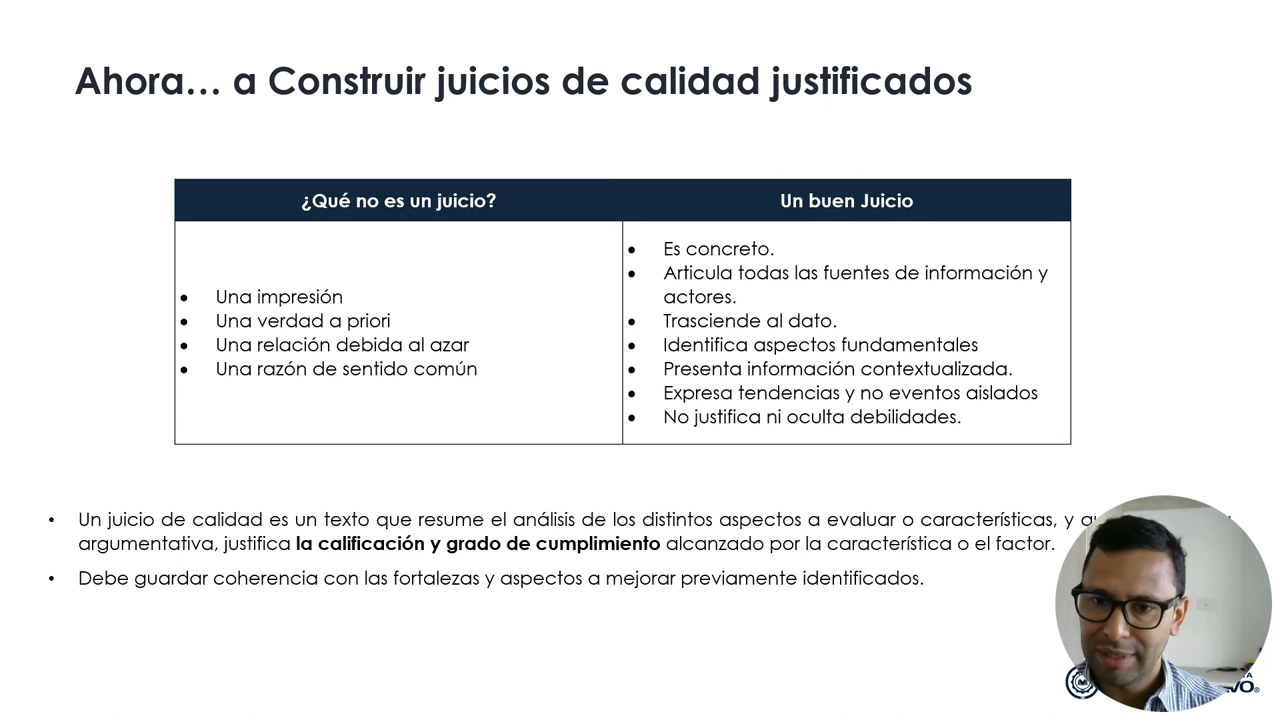 Ahora... a Construir juicios de calidad justificados
¿Qué no es un juicio?
Un buen Juicio
• Una impresión
• Una verdad a priori
• Una relación debida al azar
• Una razón de sentido común
• Es concreto.
• Articula todas las fuentes de información y
actores.
• Trasciende al dato.
• Identifica aspectos fundamentales
• Presenta información contextualizada.
• Expresa tendencias y no eventos aislados
• No justifica ni oculta debilidades.
• Un juicio de calidad es un texto que resume el análisis de los distintos aspectos a evaluar o características, y
argumentativa, justifica la calificación y grado de cumplimiento alcanzado por la característica o el factor.
• Debe guardar coherencia con las fortalezas y aspectos a mejorar previamente identificados.